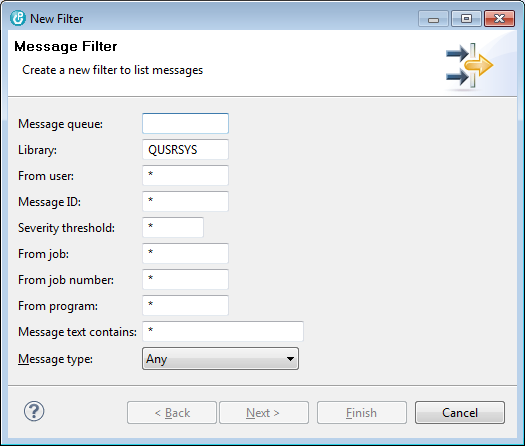 New Filter
Message Filter
Create a new filter to list messages
Message queue:
Library: QUSRSYS
From user: *
Message ID: *
Severity threshold: *
From job: *
From job number: *
From program: *
Message text contains: *
Message type: Any
? < Back Next > Finish Cancel